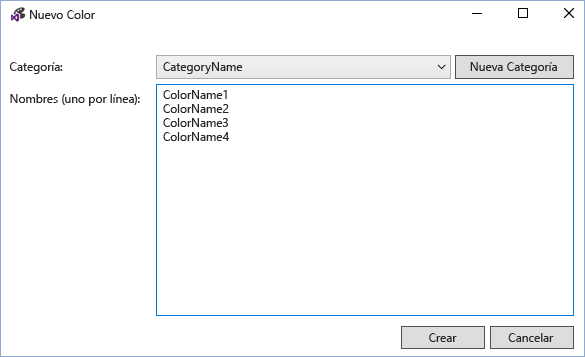 Nuevo Color
Categoría:
CategoryName
Nueva Categoría
Nombres (uno por línea):
ColorName1
ColorName2
ColorName3
ColorName4
Crear
Cancelar